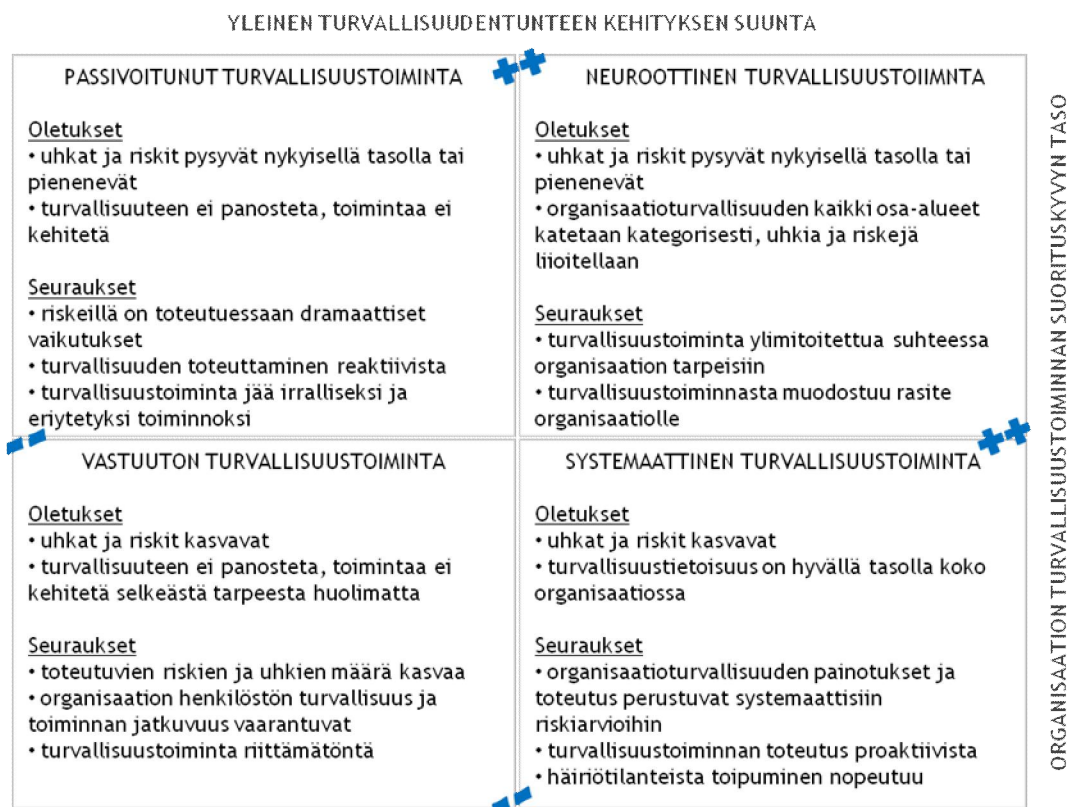 YLEINEN TURVALLISUUDENTUNTEEN KEHITYKSEN SUUNTA
PASSIVOITUNUT TURVALLISUUSTOIMINTA
Oletukset
• uhkat ja riskit pysyvät nykyisellä tasolla tai
pienenevät
• turvallisuuteen ei panosteta, toimintaa ei
kehitetä
Seuraukset
• riskeillä on toteutuessaan dramaattiset
vaikutukset
• turvallisuuden toteuttaminen reaktiivista
• turvallisuustoiminta jää irralliseksi ja
eriytetyksi toiminnoksi
NEUROOTTINEN TURVALLISUUSTOIIMNTA
Oletukset
• uhkat ja riskit pysyvät nykyisellä tasolla tai
pienenevät
• organisaatioturvallisuuden kaikki osa-alueet
katetaan kategorisesti, uhkia ja riskejä
liioitellaan
Seuraukset
• turvallisuustoiminta ylimitoitettua suhteessa
organisaation tarpeisiin
• turvallisuustoiminnasta muodostuu rasite
organisaatiolle
VASTUUTON TURVALLISUUSTOIMINTA
Oletukset
• uhkat ja riskit kasvavat
• turvallisuuteen ei panosteta, toimintaa ei
kehitetä selkeästä tarpeesta huolimatta
Seuraukset
• toteutuvien riskien ja uhkien määrä kasvaa
• organisaation henkilöstön turvallisuus ja
toiminnan jatkuvuus vaarantuvat
• turvallisuustoiminta riittämätöntä
SYSTEMAATTINEN TURVALLISUUSTOIMINTA
Oletukset
• uhkat ja riskit kasvavat
• turvallisuustietoisuus on hyvällä tasolla koko
organisaatiossa
Seuraukset
• organisaatioturvallisuuden painotukset ja
toteutus perustuvat systemaattisiin
riskiarvioihin
• turvallisuustoiminnan toteutus proaktiivista
• häiriötilanteista toipuminen nopeutuu
ORGANISAATION TURVALLISUUSTOIMINNAN SUORITUSKYVYN TASO